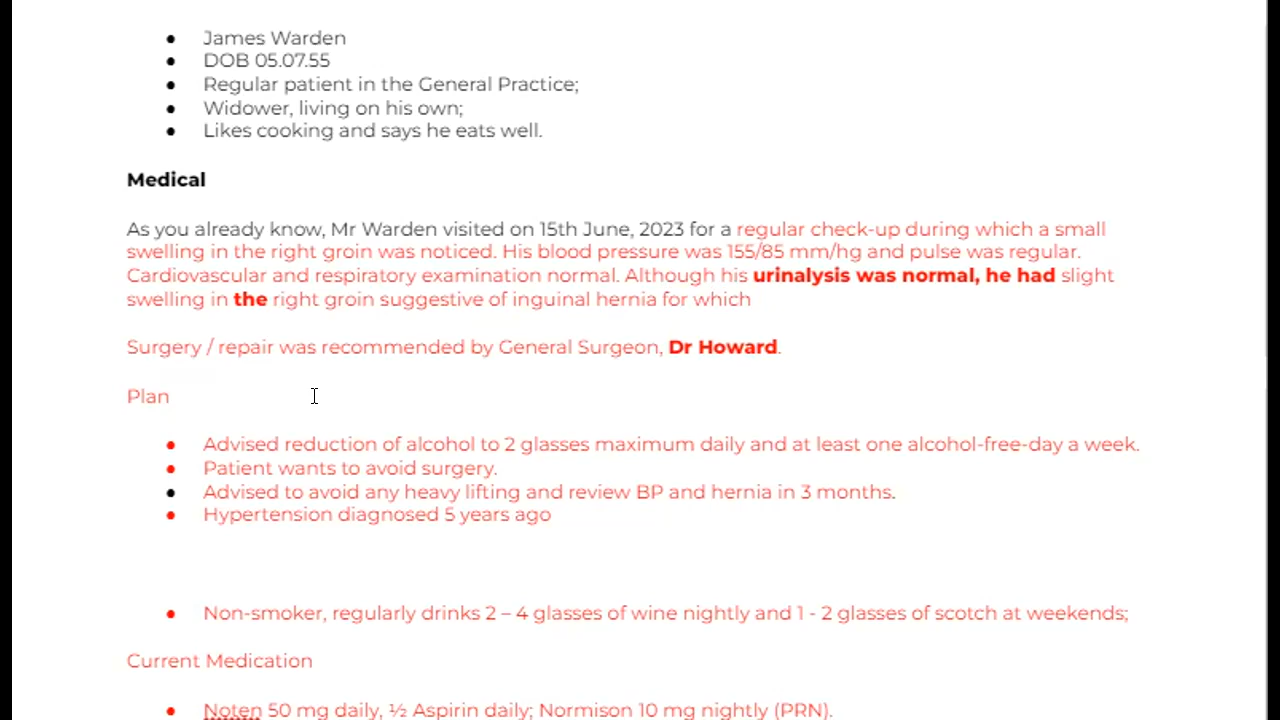 James Warden
DOB 05.07.55
Regular patient in the General Practice;
Widower, living on his own;
Likes cooking and says he eats well.
Medical
As you already know, Mr Warden visited on 15th June, 2023 for a regular check-up during which a small
swelling in the right groin was noticed. His blood pressure was 155/85 mm/hg and pulse was regular.
Cardiovascular and respiratory examination normal. Although his urinalysis was normal, he had slight
swelling in the right groin suggestive of inguinal hernia for which
Surgery / repair was recommended by General Surgeon, Dr Howard.
Plan
Advised reduction of alcohol to 2 glasses maximum daily and at least one alcohol-free-day a week.
Patient wants to avoid surgery.
Advised to avoid any heavy lifting and review BP and hernia in 3 months.
Hypertension diagnosed 5 years ago
Non-smoker, regularly drinks 2 – 4 glasses of wine nightly and 1 - 2 glasses of scotch at weekends;
Current Medication
Noten 50 mg daily, ½ Aspirin daily; Normison 10 mg nightly (PRN).